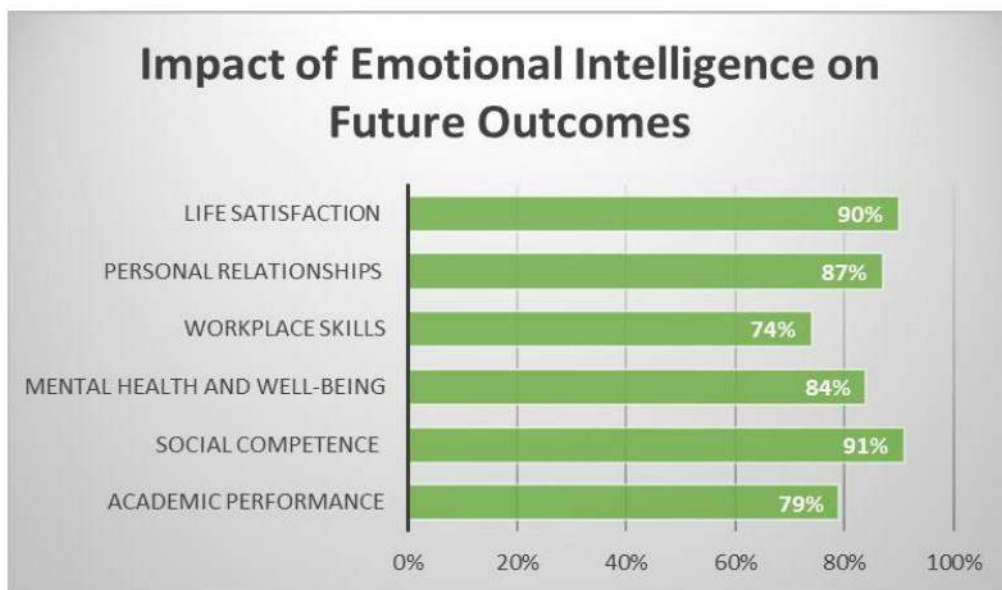 Impact of Emotional Intelligence on
Future Outcomes
LIFE SATISFACTION 90%
PERSONAL RELATIONSHIPS 87%
WORKPLACE SKILLS 74%
MENTAL HEALTH AND WELL-BEING 84%
SOCIAL COMPETENCE 91%
ACADEMIC PERFORMANCE 79%
0% 20% 40% 60% 80% 100%